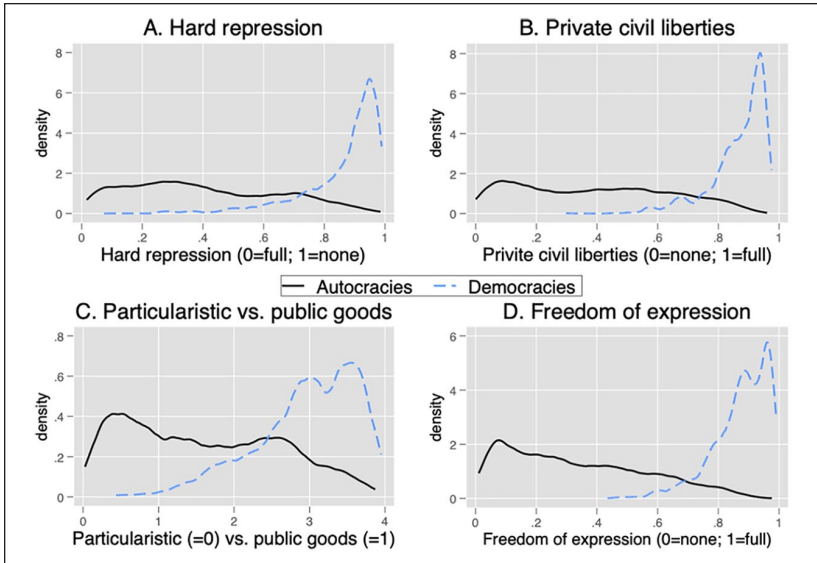 A. Hard repression
8
6
4
2
0
density
0 .2 .4 .6 .8 1
Hard repression (0=full; 1=none)
B. Private civil liberties
8
6
4
2
0
density
0 .2 .4 .6 .8 1
Privite civil liberties (0=none; 1=full)
Autocracies Democracies
C. Particularistic vs. public goods
.8
.6
.4
.2
0
density
0 1 2 3 4
Particularistic (=0) vs. public goods (=1)
D. Freedom of expression
6
4
2
0
density
0 .2 .4 .6 .8 1
Freedom of expression (0=none; 1=full)